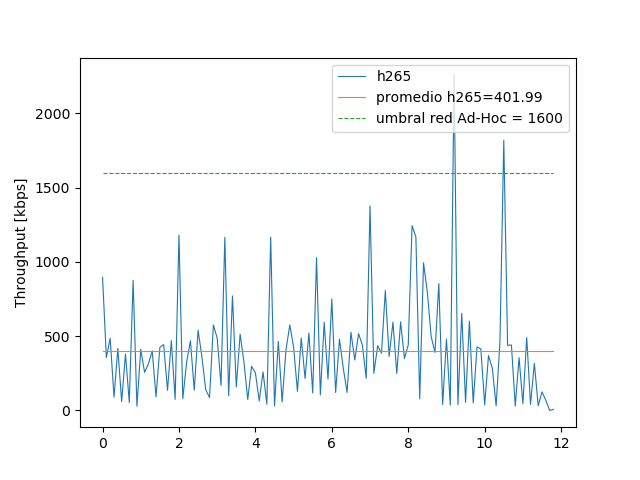 h265
promedio h265=401.99
umbral red Ad-Hoc = 1600
Throughput [kbps]
2000
1500
1000
500
0
0 2 4 6 8 10 12